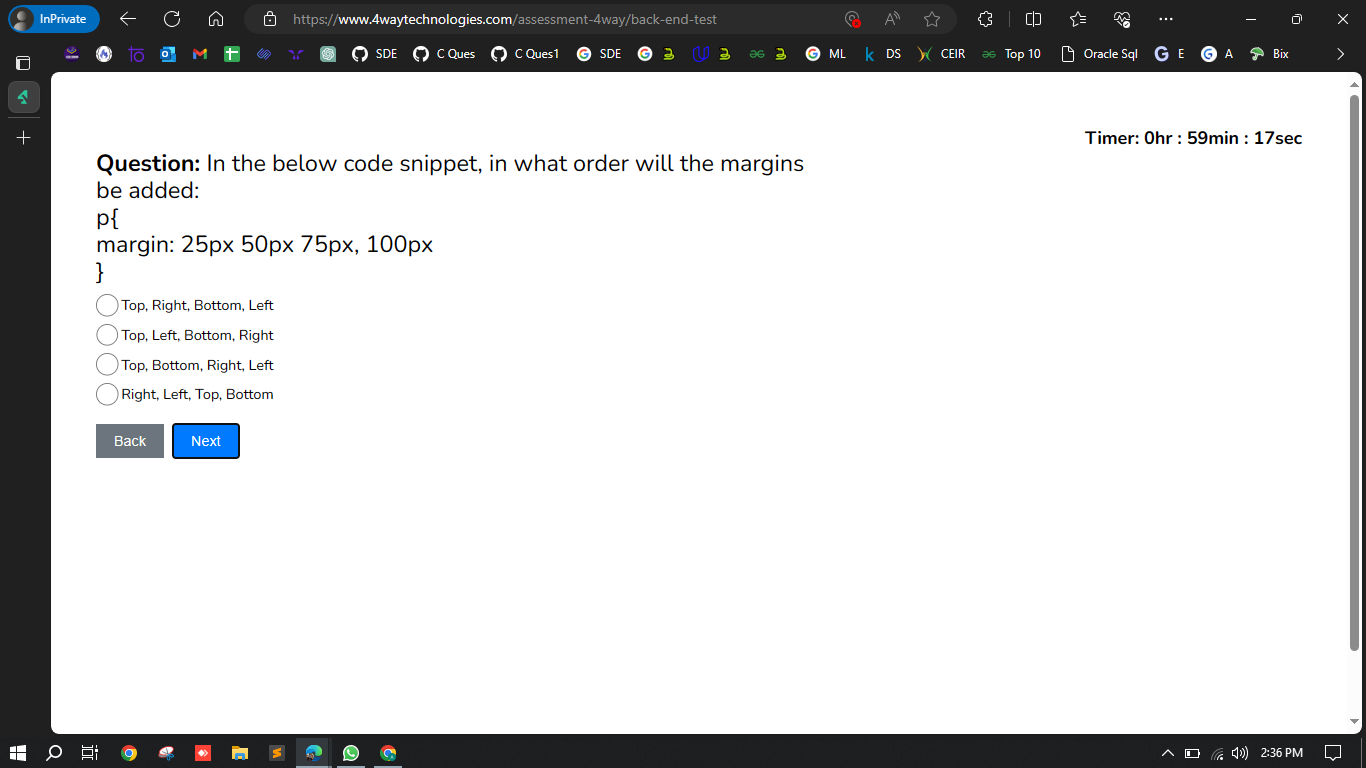 InPrivate
https://www.4waytechnologies.com/assessment-4way/back-end-test
SDE
C Ques
C Ques1
SDE
ML
DS
CEIR
Top 10
Oracle Sql
E
A
Bix
Timer: 0hr : 59min : 17sec
Question: In the below code snippet, in what order will the margins
be added:
p{
margin: 25px 50px 75px, 100px
}
Top, Right, Bottom, Left
Top, Left, Bottom, Right
Top, Bottom, Right, Left
Right, Left, Top, Bottom
Back
Next
2:36 PM